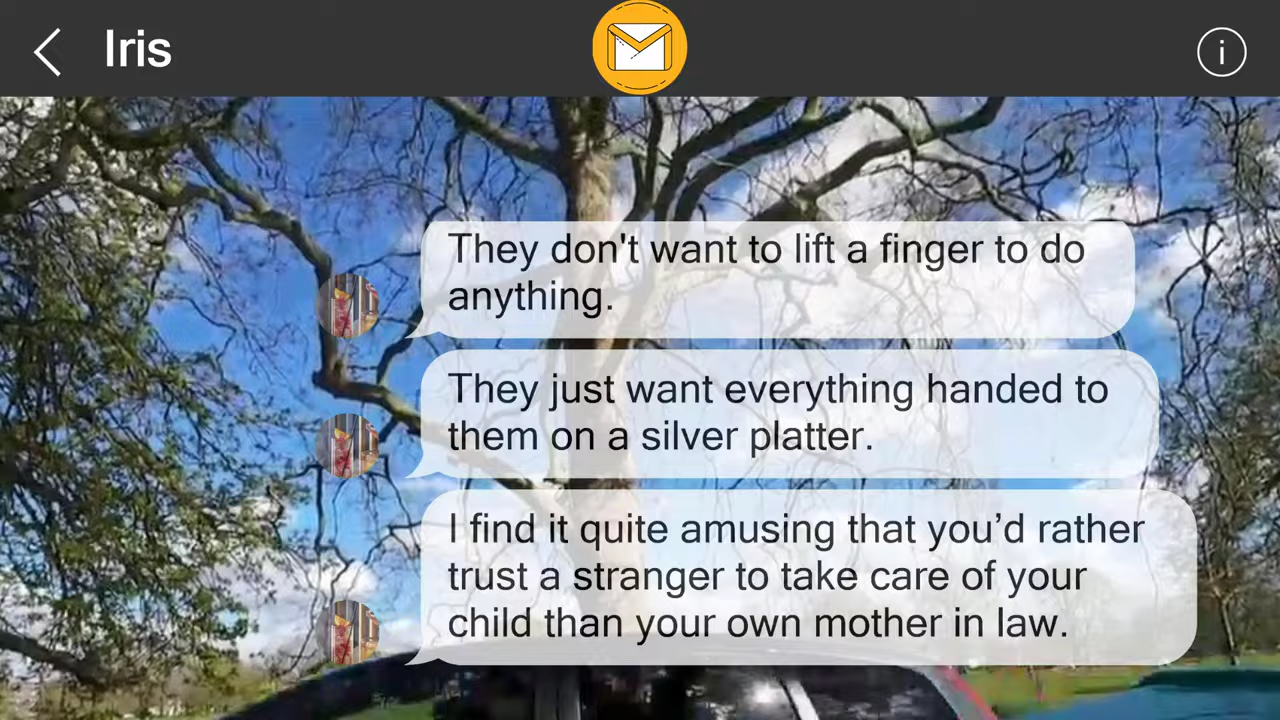 Iris
i
They don't want to lift a finger to do
anything.
They just want everything handed to
them on a silver platter.
I find it quite amusing that you’d rather
trust a stranger to take care of your
child than your own mother in law.